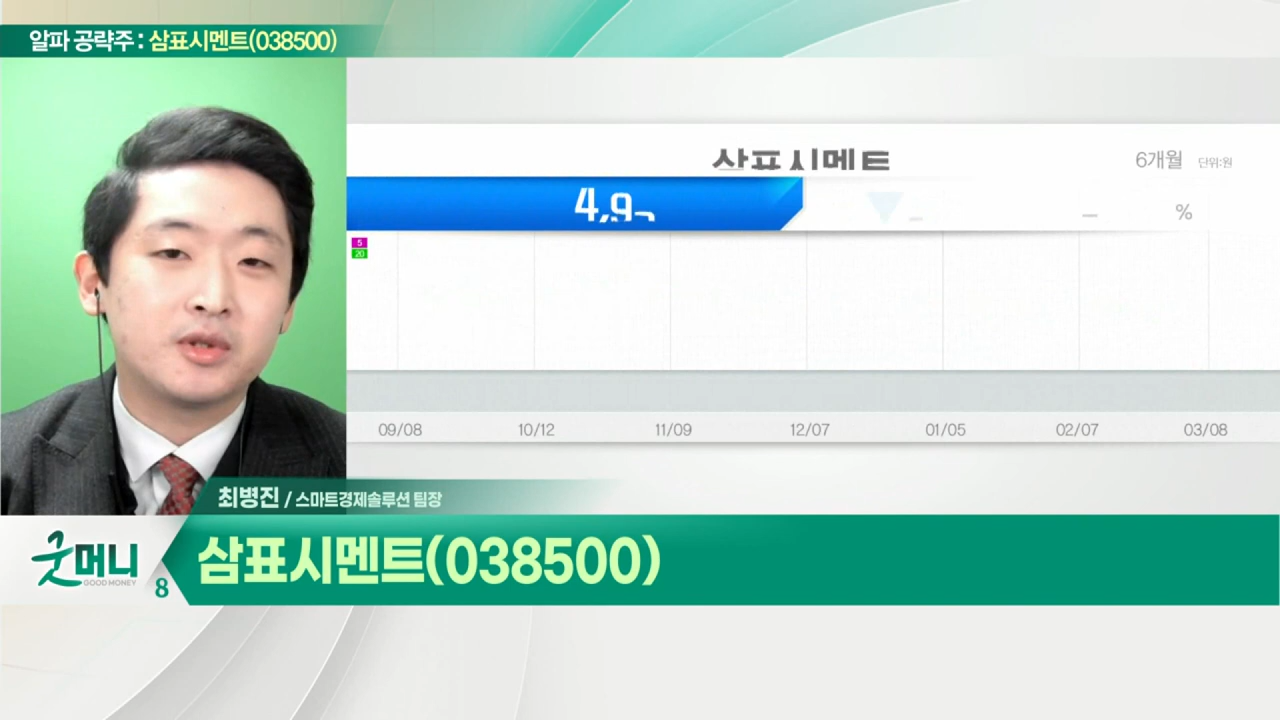 알파 공략주 : 삼표시멘트(038500)
6개월 단위:원
%
5
20
09/08 10/12 11/09 12/07 01/05 02/07 03/08
최병진 / 스마트경제솔루션 팀장
굿머니
GOOD MONEY
8
삼표시멘트(038500)